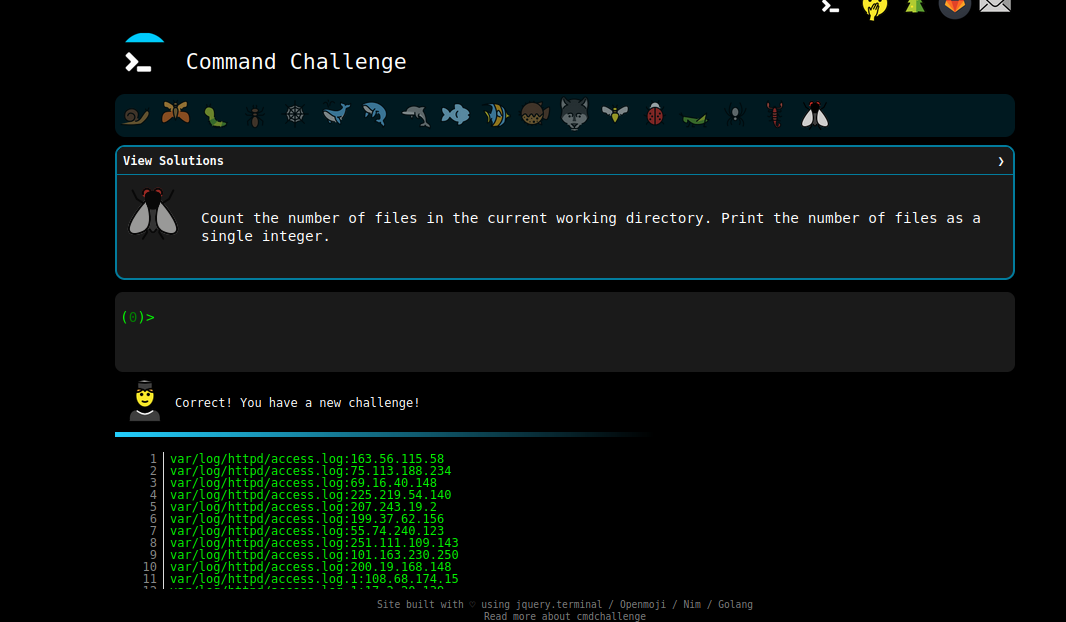 Command Challenge
View Solutions
Count the number of files in the current working directory. Print the number of files as a
single integer.
(0)>
Correct! You have a new challenge!
1 var/log/httpd/access.log:163.56.115.58
2 var/log/httpd/access.log:75.113.188.234
3 var/log/httpd/access.log:69.16.40.148
4 var/log/httpd/access.log:225.219.54.140
5 var/log/httpd/access.log:207.243.19.2
6 var/log/httpd/access.log:199.37.62.156
7 var/log/httpd/access.log:55.74.240.123
8 var/log/httpd/access.log:251.111.109.143
9 var/log/httpd/access.log:101.163.230.250
10 var/log/httpd/access.log:200.19.168.148
11 var/log/httpd/access.log.1:108.68.174.15
Site built with ♡ using jquery.terminal / Openmoji / Nim / Golang
Read more about cmdchallenge